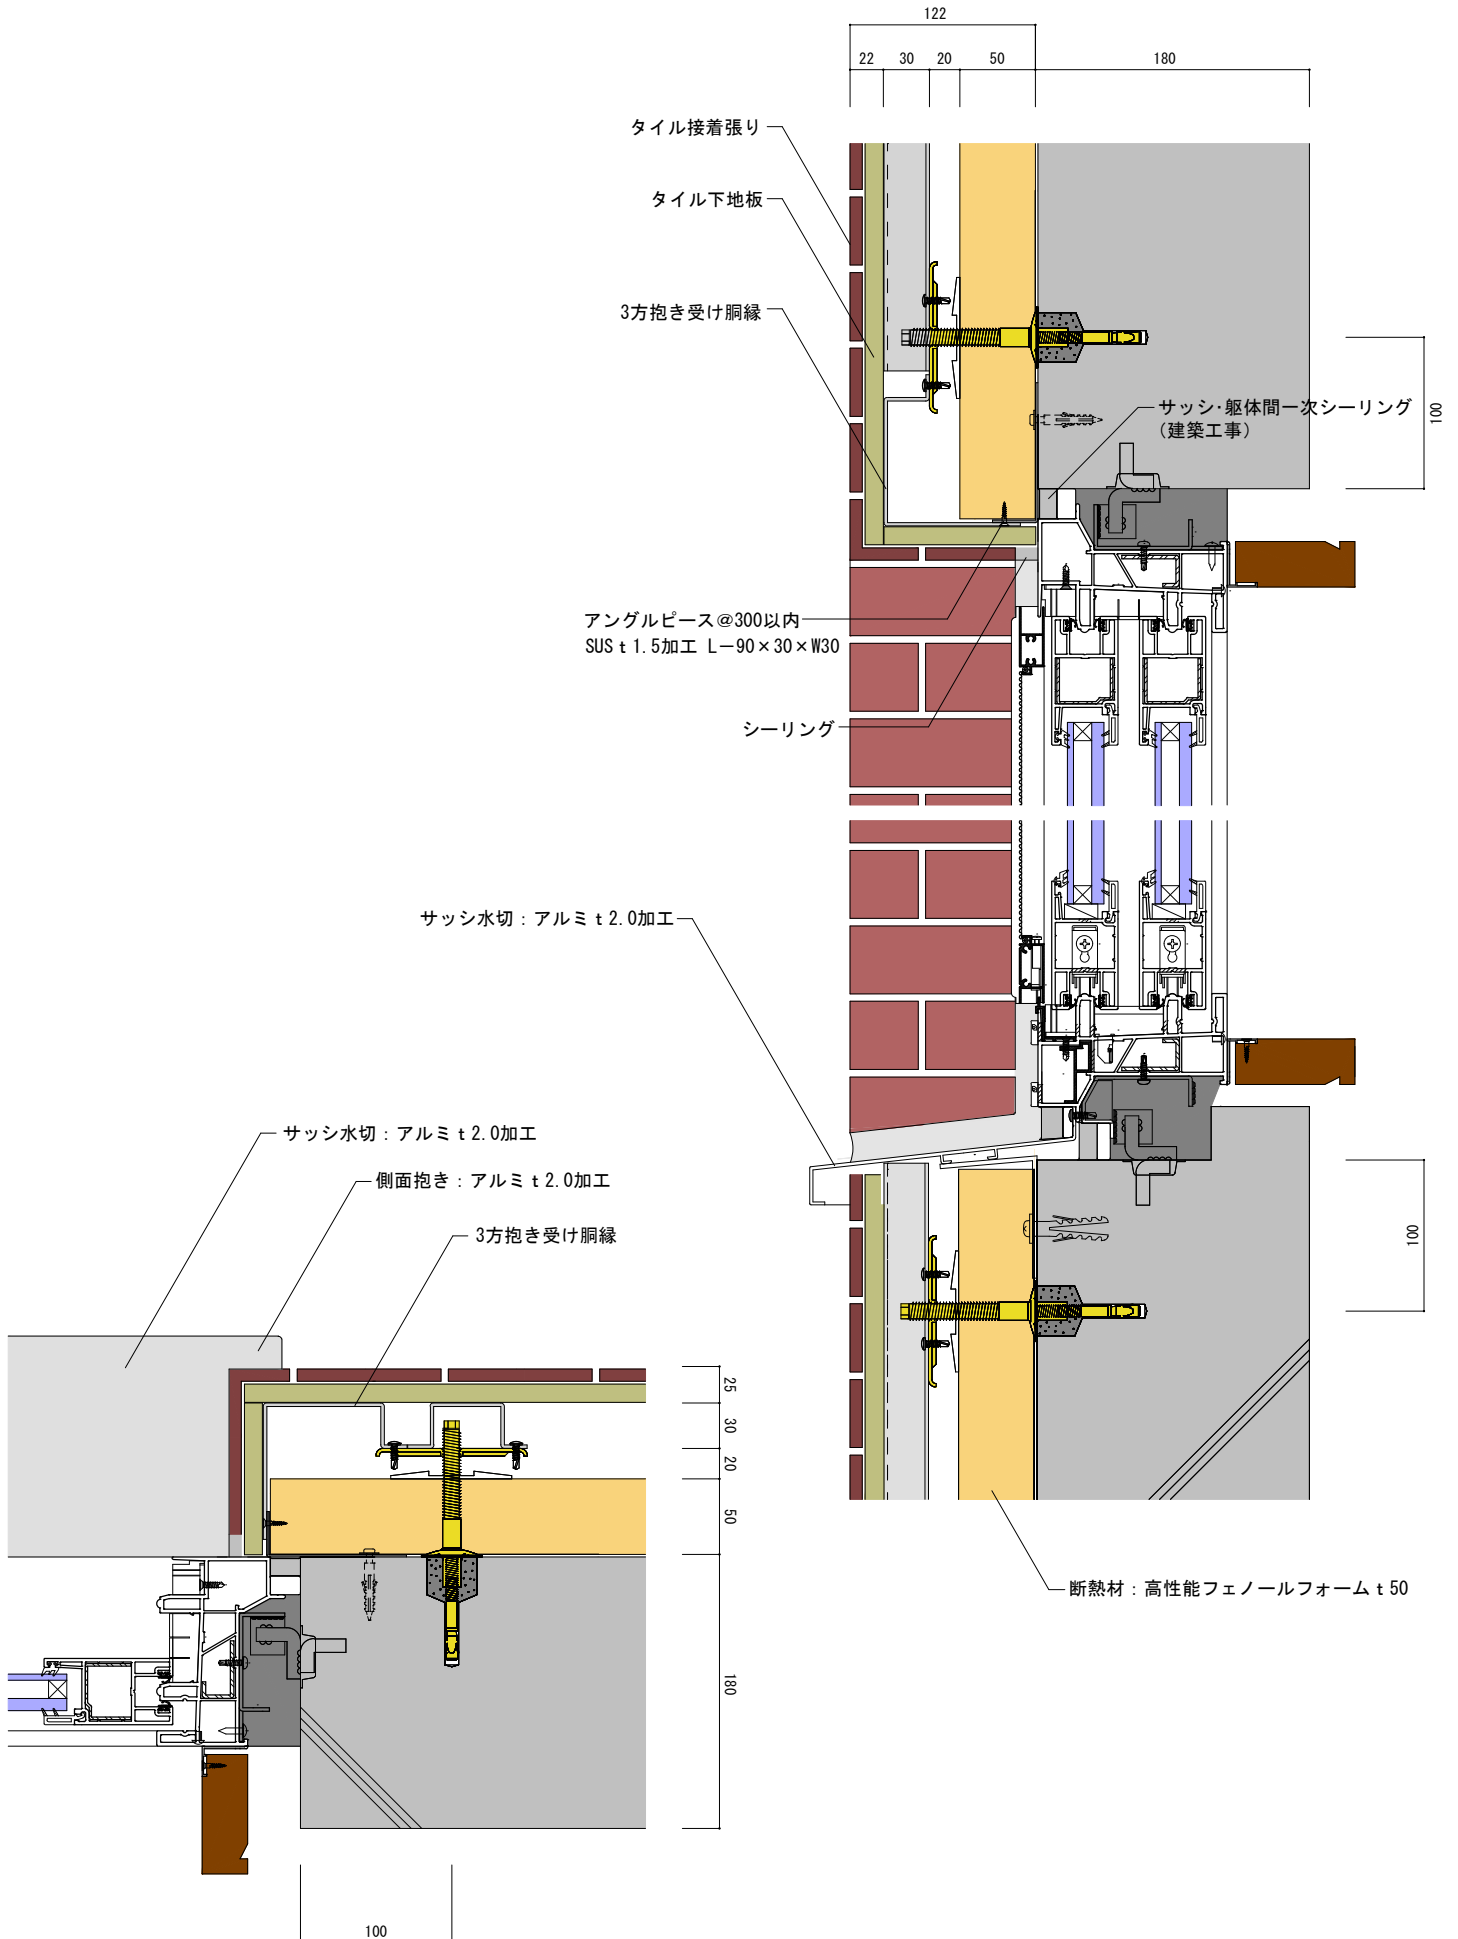 122
22 30 20 50 180
タイル接着張り
タイル下地板
3方抱き受け胴縁
サッシ・躯体間一次シーリング
(建築工事)
100
アングルピース@300以内
SUS t 1.5加工 L-90×30×W30
シーリング
サッシ水切：アルミ t 2.0加工
サッシ水切：アルミ t 2.0加工
側面抱き：アルミ t 2.0加工
3方抱き受け胴縁
100
25
30
20
50
180
断熱材：高性能フェノールフォーム t 50
100